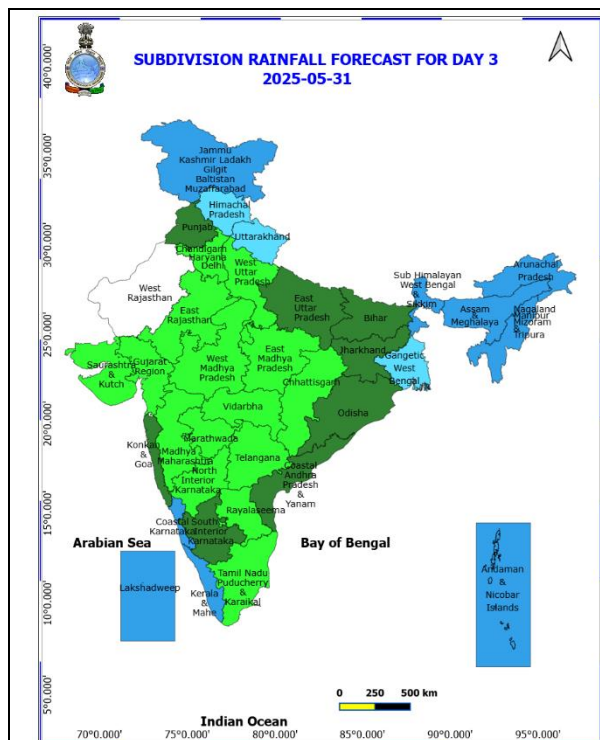 SUBDIVISION RAINFALL FORECAST FOR DAY 3
2025-05-31
40°0.000'
35°0.000'
30°0.000'
25°0.000'
20°0.000'
15°0.000'
10°0.000'
5°0.000'
Jammu
Kashmir Ladakh
Gilgit
Baltistan
Muzaffarabad
Himachal
Pradesh
Punjab
Uttarakhand
Chandigarh
Haryana
Delhi
West
Uttar
Pradesh
West
Rajasthan
East
Rajasthan
East
Uttar
Pradesh
Bihar
Sub Himalayan
West Bengal
&
Sikkim
Arunachal
Pradesh
Assam
&
Meghalaya
Nagaland
Manipur
Mizoram
Tripura
Jharkhand
Gangetic
West
Bengal
Saurashtra
&
Kutch
Gujarat
Region
West
Madhya
Pradesh
East
Madhya
Pradesh
Chhattisgarh
Odisha
Vidarbha
Konkan
&
Goa
Madhya
Maharashtra
Marathwada
Telangana
North
Interior
Karnataka
Coastal
Andhra
Pradesh
&
Yanam
Rayalaseema
Coastal
Karnataka
South
Interior
Karnataka
Arabian Sea
Bay of Bengal
Lakshadweep
Kerala
&
Mahe
Tamil Nadu
Puducherry
&
Karaikal
Andaman
&
Nicobar
Islands
0 250 500 km
Indian Ocean
70°0.000' 75°0.000' 80°0.000' 85°0.000' 90°0.000' 95°0.000'